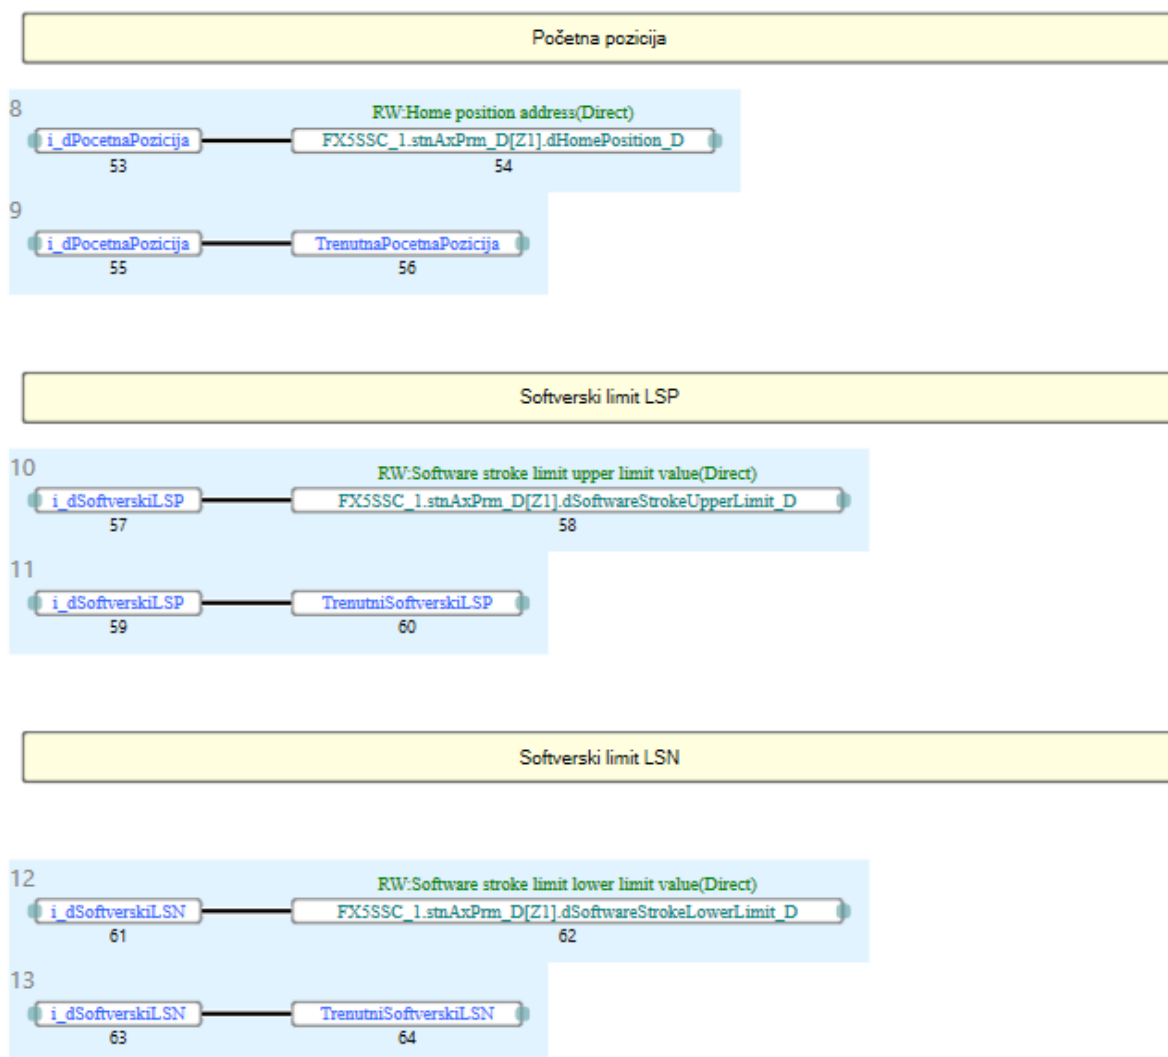 Početna pozicija
8
RW:Home position address(Direct)
i_dPocetnaPozicija FX5SSC_1.stnAxPrm_D[Z1].dHomePosition_D
53 54
9
i_dPocetnaPozicija TrenutnaPocetnaPozicija
55 56
Softverski limit LSP
10
RW:Software stroke limit upper limit value(Direct)
i_dSoftverskiLSP FX5SSC_1.stnAxPrm_D[Z1].dSoftwareStrokeUpperLimit_D
57 58
11
i_dSoftverskiLSP TrenutniSoftverskiLSP
59 60
Softverski limit LSN
12
RW:Software stroke limit lower limit value(Direct)
i_dSoftverskiLSN FX5SSC_1.stnAxPrm_D[Z1].dSoftwareStrokeLowerLimit_D
61 62
13
i_dSoftverskiLSN TrenutniSoftverskiLSN
63 64